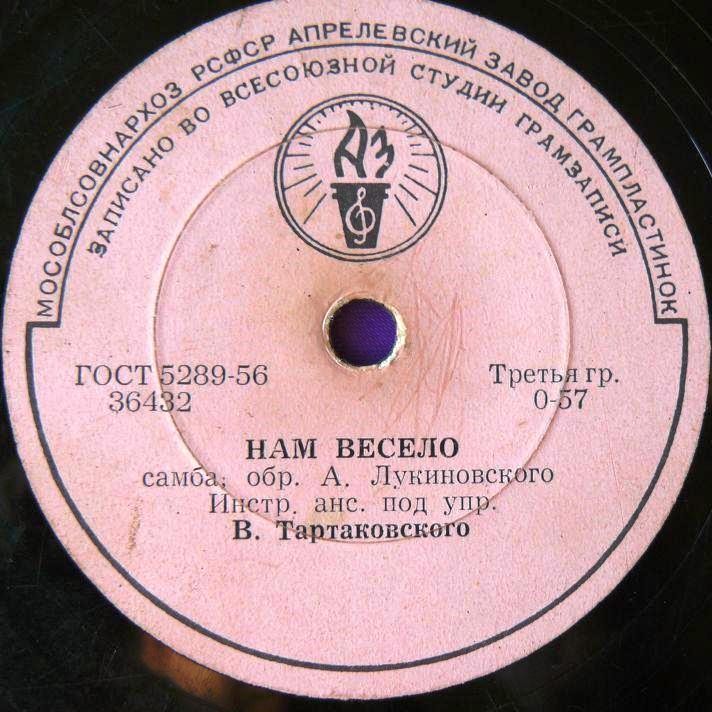 МОСОБЛСОВНАРХОЗ РСФСР АПРЕЛЕВСКИЙ ЗАВОД ГРАМПЛАСТИНОК
ЗАПИСАНО ВО ВСЕСОЮЗНОЙ СТУДИИ ГРАМЗАПИСИ
АЗ
ГОСТ 5289-56
36432
Третья гр.
0-57
НАМ ВЕСЕЛО
самба; обр. А. Лукиновского
Инстр. анс. под упр.
В. Тартаковского